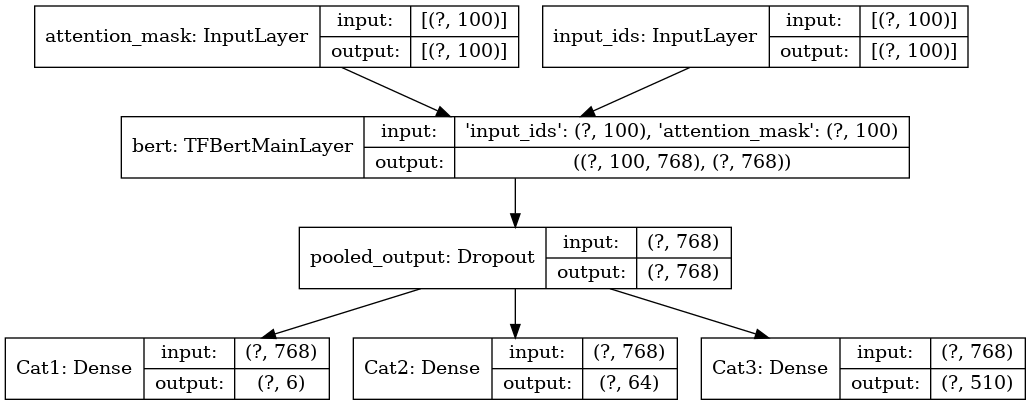 attention_mask: InputLayer
input:
[(?, 100)]
output:
[(?, 100)]
input_ids: InputLayer
input:
[(?, 100)]
output:
[(?, 100)]
bert: TFBertMainLayer
input:
'input_ids': (?, 100), 'attention_mask': (?, 100)
output:
((?, 100, 768), (?, 768))
pooled_output: Dropout
input:
(?, 768)
output:
(?, 768)
Cat1: Dense
input:
(?, 768)
output:
(?, 6)
Cat2: Dense
input:
(?, 768)
output:
(?, 64)
Cat3: Dense
input:
(?, 768)
output:
(?, 510)